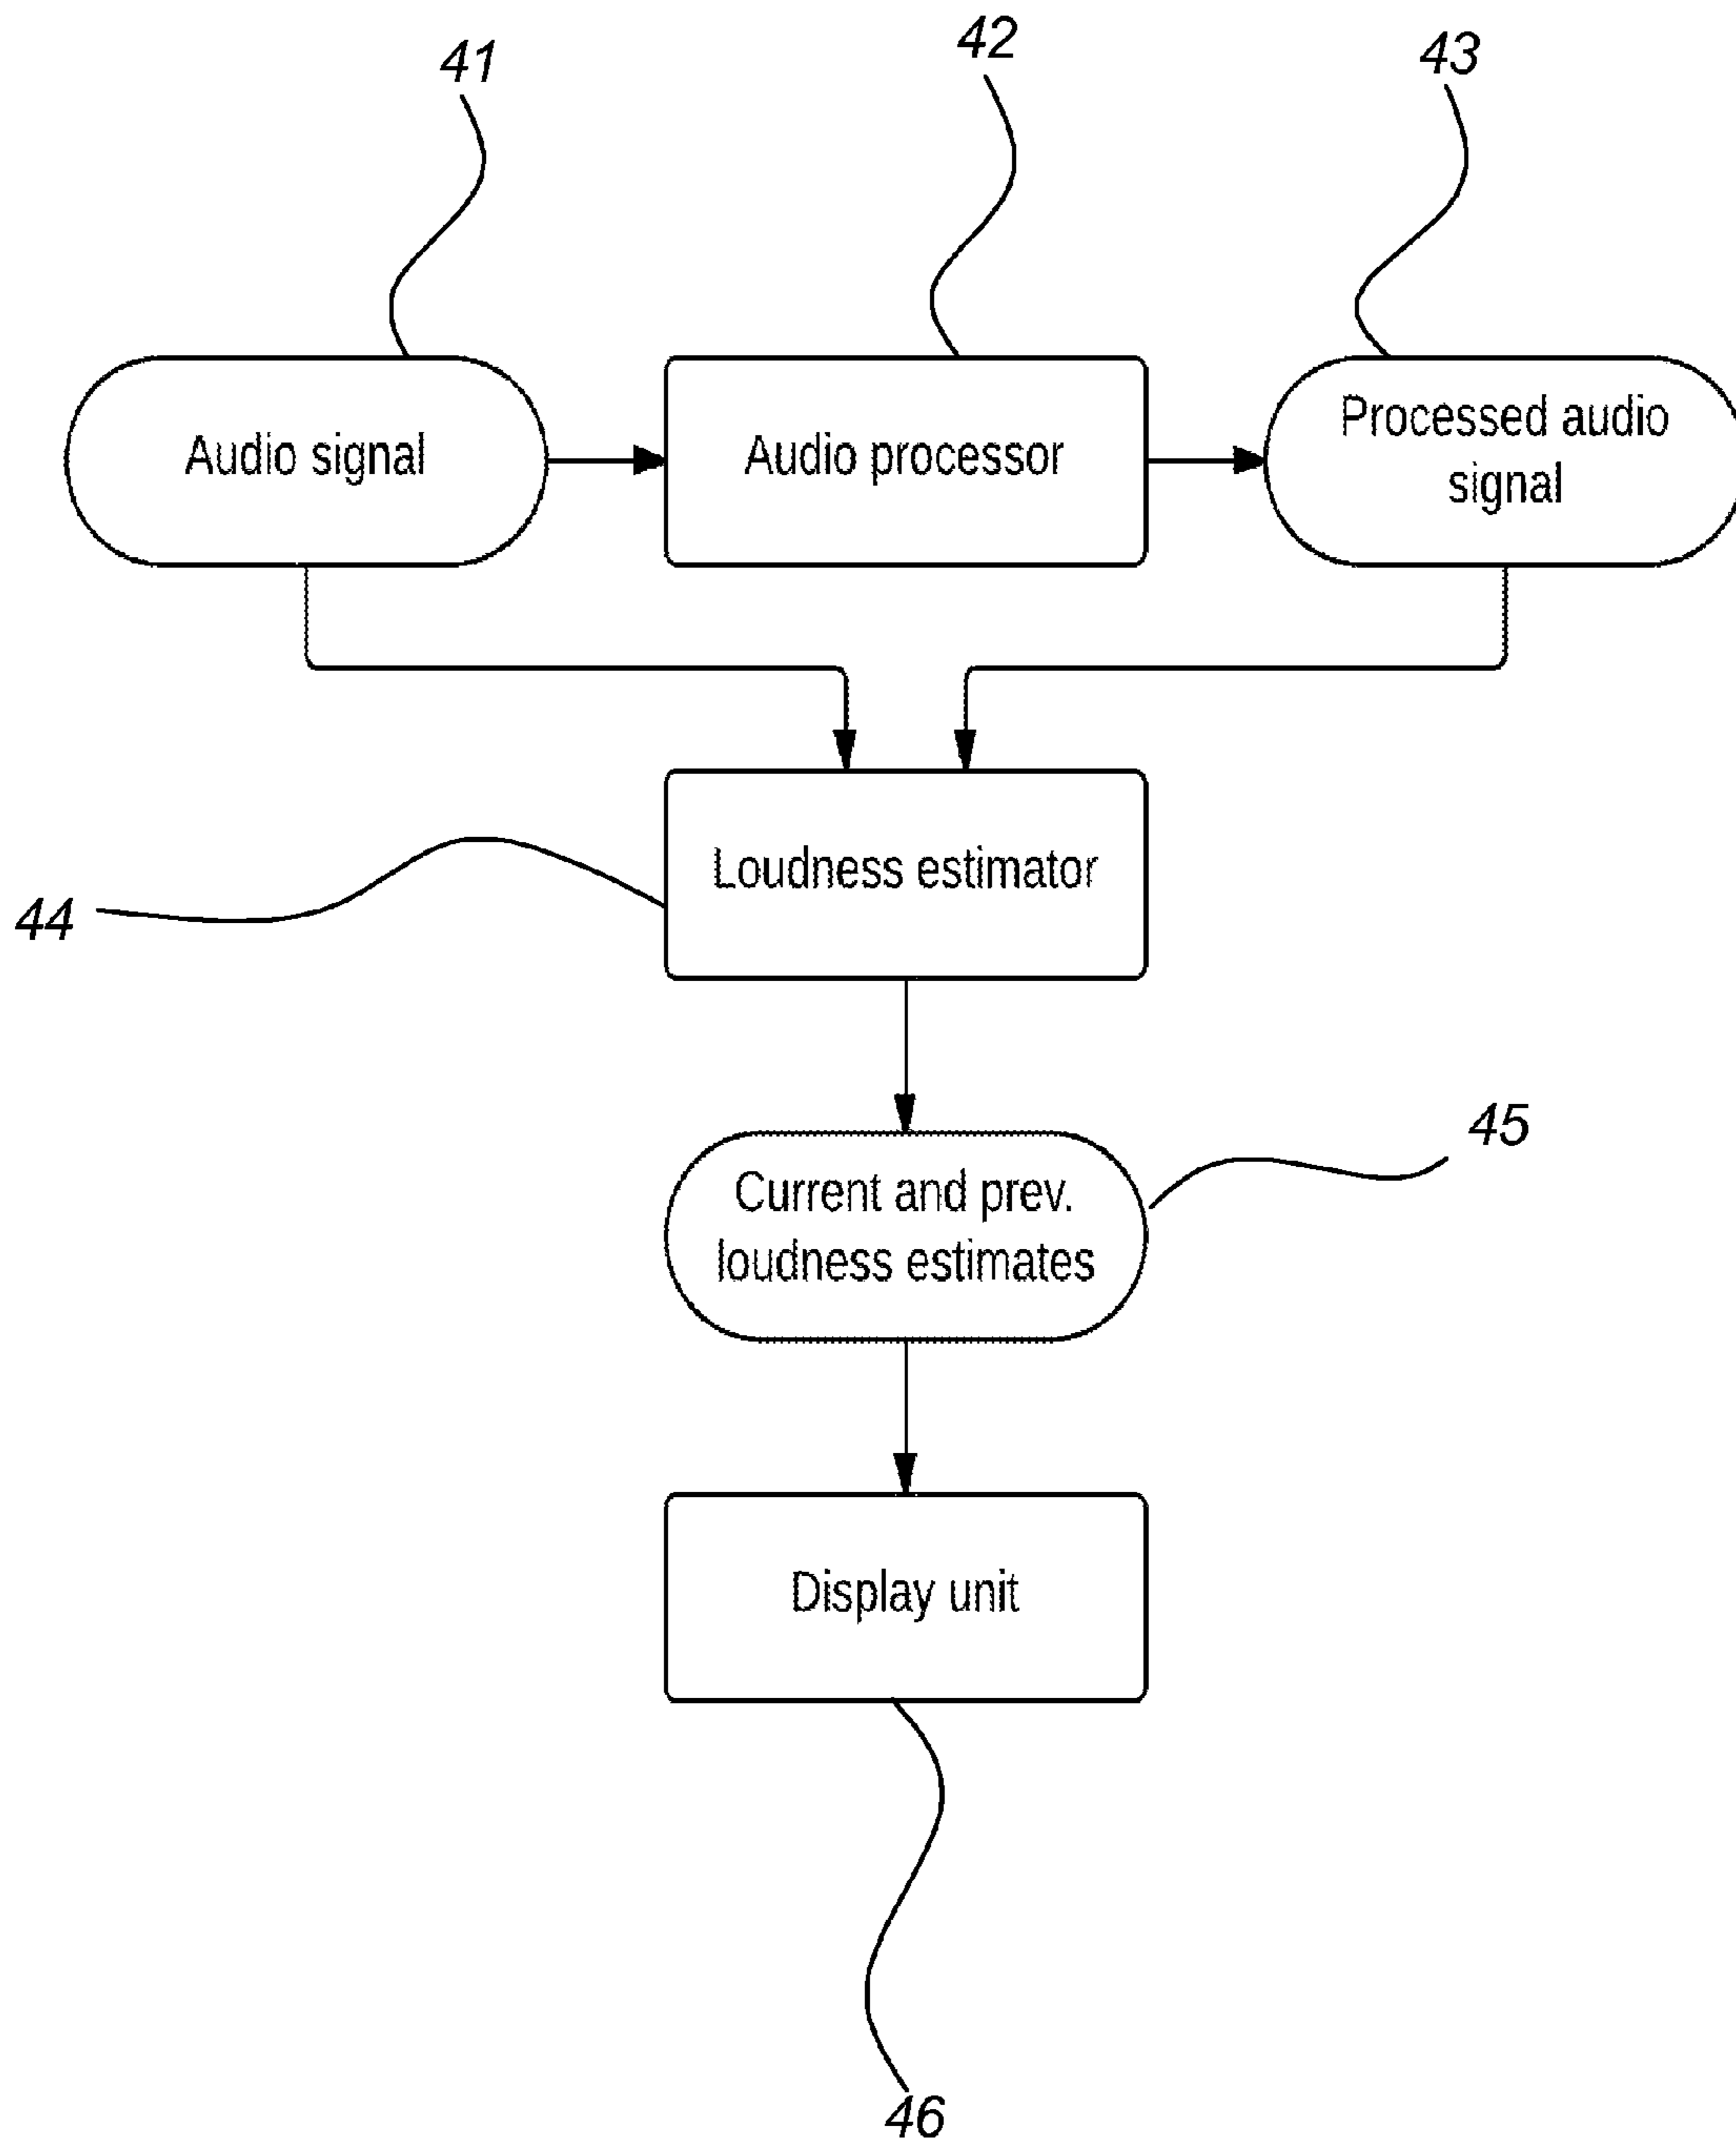 41
42
43
Audio signal
Audio processor
Processed audio
signal
Loudness estimator
44
45
Current and prev.
loudness estimates
Display unit
46